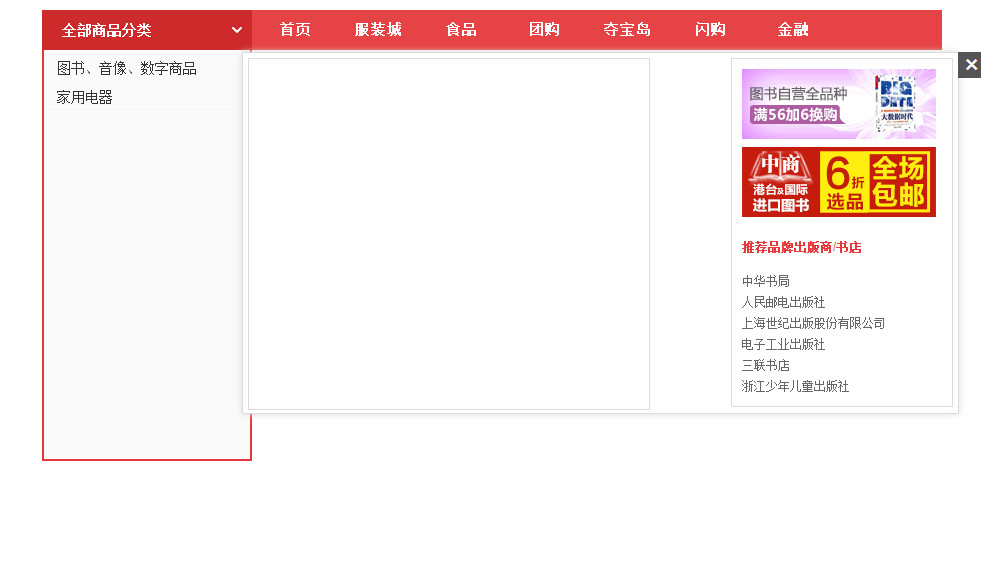 全部商品分类 首页 服装城 食品 团购 夺宝岛 闪购 金融
图书、音像、数字商品
家用电器
图书自营全品种
满56加6换购
BIG DATA
大数据时代
中商
港台及国际
进口图书
6折
选品
全场
包邮
推荐品牌出版商/书店
中华书局
人民邮电出版社
上海世纪出版股份有限公司
电子工业出版社
三联书店
浙江少年儿童出版社